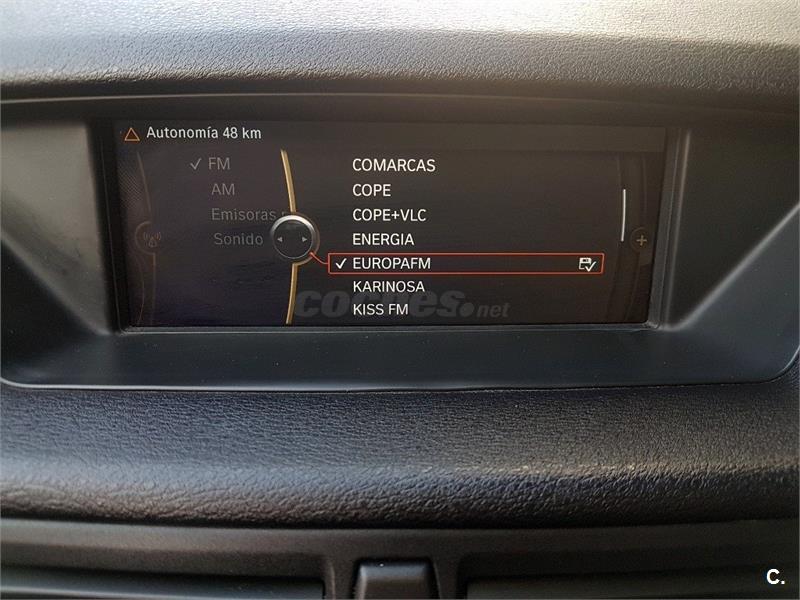 Autonomía 48 km
FM
AM
Emisoras
Sonido
COMARCAS
COPE
COPE+VLC
ENERGIA
EUROPAFM
KARINOSA
KISS FM
coches.net
C.